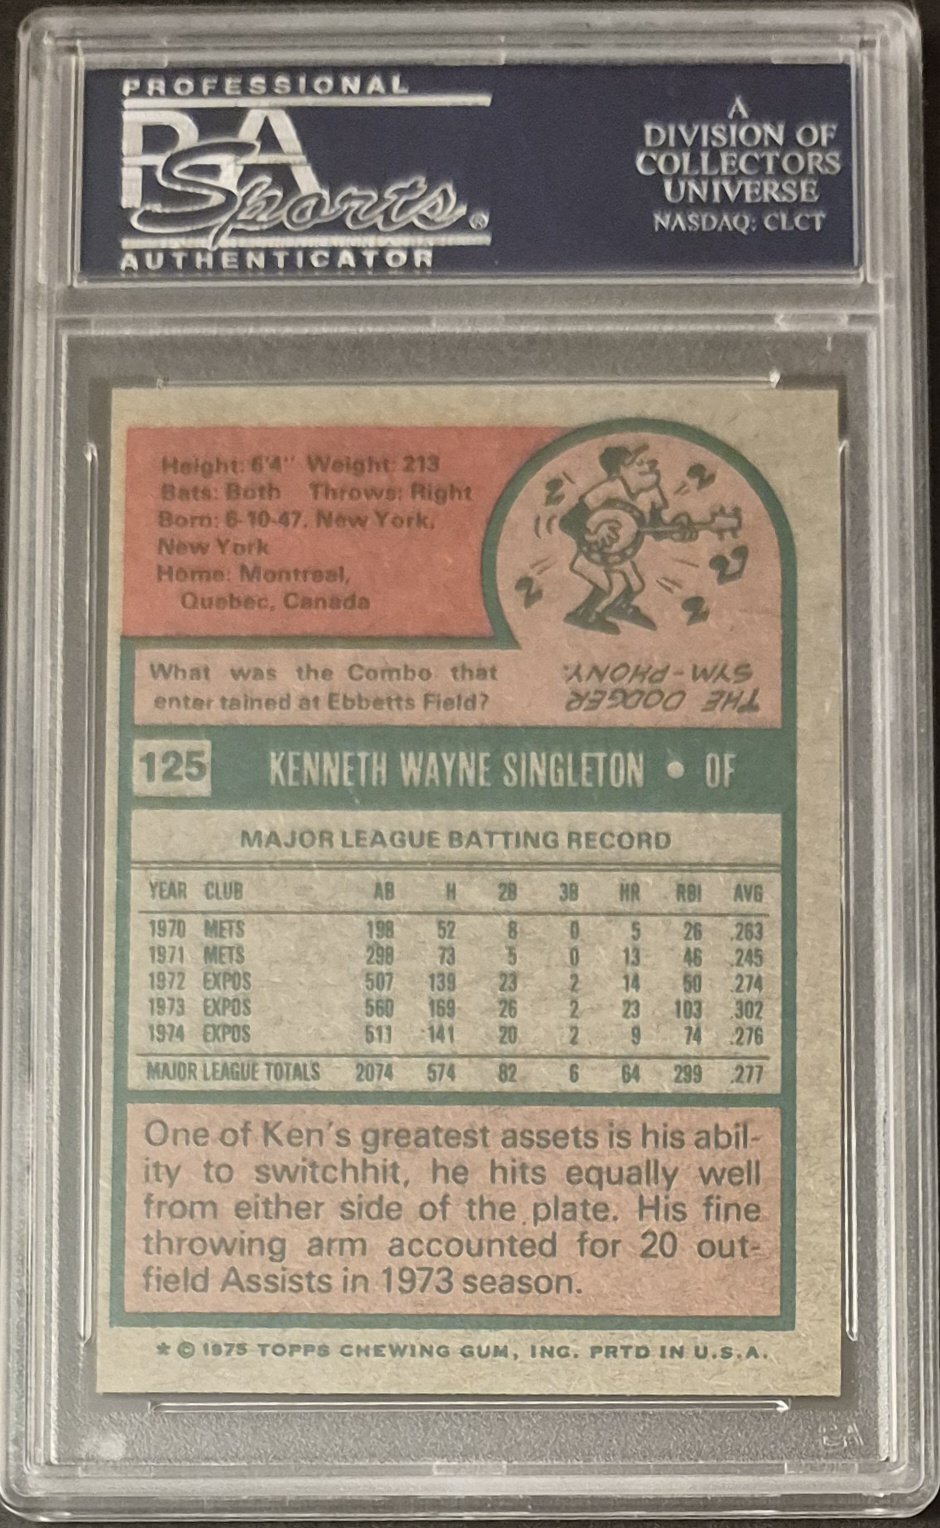 PROFESSIONAL
PSA
Sports®
AUTHENTICATOR
A
DIVISION OF
COLLECTORS
UNIVERSE
NASDAQ: CLCT
Height: 6'4" Weight: 213
Bats: Both Throws: Right
Born: 6-10-47, New York,
New York
Home: Montreal,
Quebec, Canada
What was the Combo that
entertained at Ebbetts Field?
THE DODGER
SYM-PHONY.
125 KENNETH WAYNE SINGLETON • OF
MAJOR LEAGUE BATTING RECORD
YEAR CLUB AB H 2B 3B HR RBI AVG
1970 METS 198 52 8 0 5 26 .263
1971 METS 298 73 5 0 13 46 .245
1972 EXPOS 507 139 23 2 14 50 .274
1973 EXPOS 560 169 26 2 23 103 .302
1974 EXPOS 511 141 20 2 9 74 .276
MAJOR LEAGUE TOTALS 2074 574 82 6 64 299 .277
One of Ken's greatest assets is his abil-
ity to switchhit, he hits equally well
from either side of the plate. His fine
throwing arm accounted for 20 out-
field Assists in 1973 season.
* © 1975 TOPPS CHEWING GUM, INC. PRTD IN U.S.A.